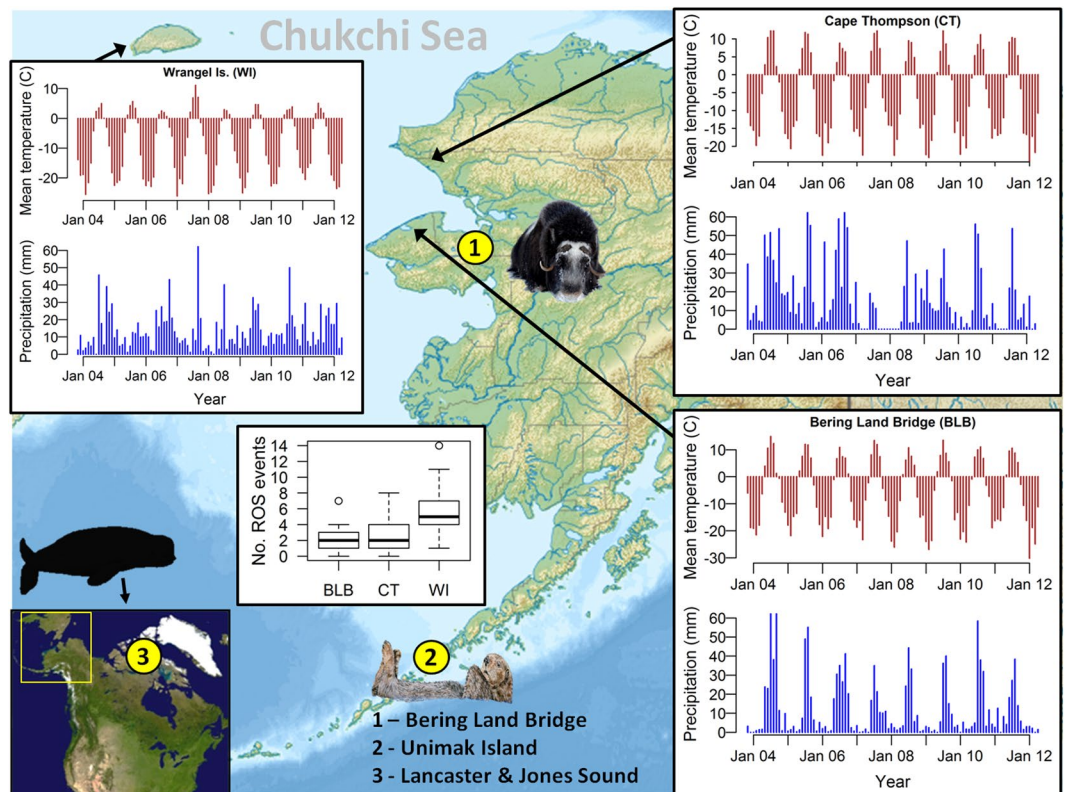 Chukchi Sea
Wrangel Is. (WI)
Mean temperature (C)
10
0
-10
-20
Jan 04 Jan 06 Jan 08 Jan 10 Jan 12
Precipitation (mm)
60
50
40
30
20
10
0
Jan 04 Jan 06 Jan 08 Jan 10 Jan 12
Year
Cape Thompson (CT)
Mean temperature (C)
10
5
0
-5
-10
-15
-20
Jan 04 Jan 06 Jan 08 Jan 10 Jan 12
Precipitation (mm)
60
50
40
30
20
10
0
Jan 04 Jan 06 Jan 08 Jan 10 Jan 12
Year
1
No. ROS events
14
12
10
8
6
4
2
0
BLB CT WI
Bering Land Bridge (BLB)
Mean temperature (C)
10
0
-10
-20
-30
Jan 04 Jan 06 Jan 08 Jan 10 Jan 12
Precipitation (mm)
60
50
40
30
20
10
0
Jan 04 Jan 06 Jan 08 Jan 10 Jan 12
Year
3
2
1 – Bering Land Bridge
2 - Unimak Island
3 - Lancaster & Jones Sound